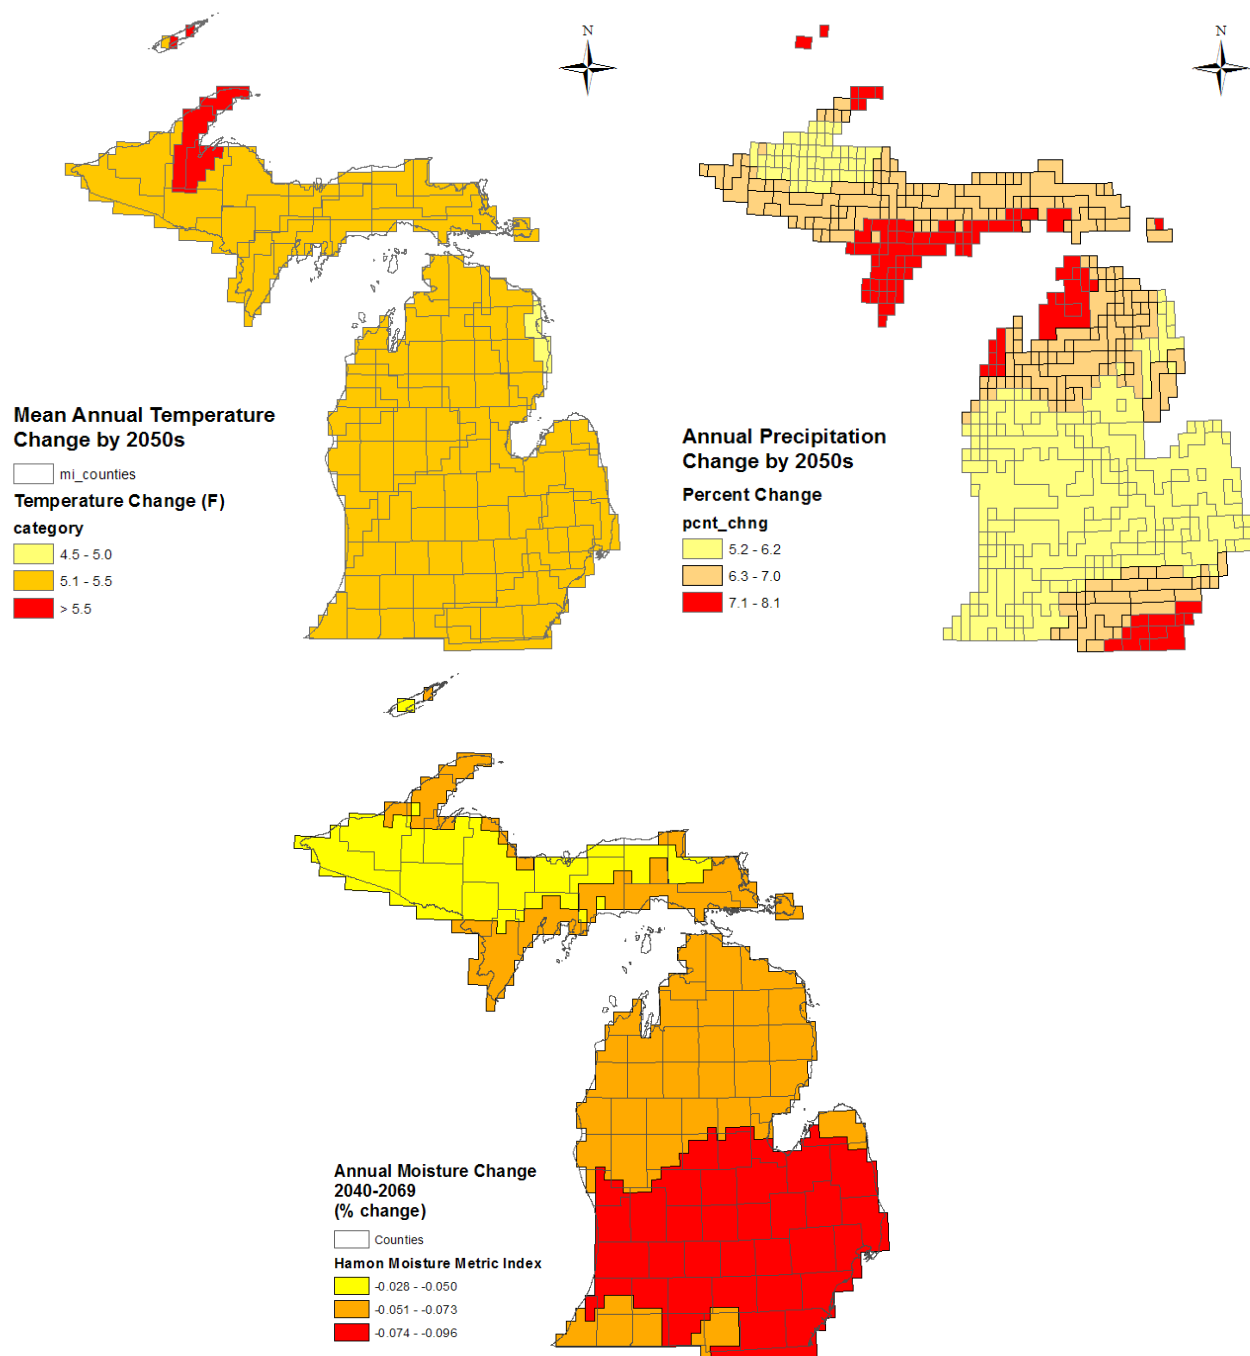 N
Mean Annual Temperature
Change by 2050s
mi_counties
Temperature Change (F)
category
4.5 - 5.0
5.1 - 5.5
> 5.5
N
Annual Precipitation
Change by 2050s
Percent Change
pcnt_chng
5.2 - 6.2
6.3 - 7.0
7.1 - 8.1
Annual Moisture Change
2040-2069
(% change)
Counties
Hamon Moisture Metric Index
-0.028 - -0.050
-0.051 - -0.073
-0.074 - -0.096